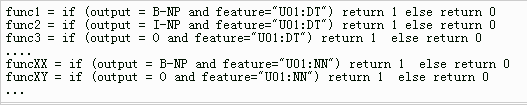 func1 = if (output = B-NP and feature="U01:DT") return 1 else return 0
func2 = if (output = I-NP and feature="U01:DT") return 1 else return 0
func3 = if (output = O and feature="U01:DT") return 1  else return 0
....
funcXX = if (output = B-NP and feature="U01:NN") return 1  else return 0
funcXY = if (output = O and feature="U01:NN") return 1  else return 0
...